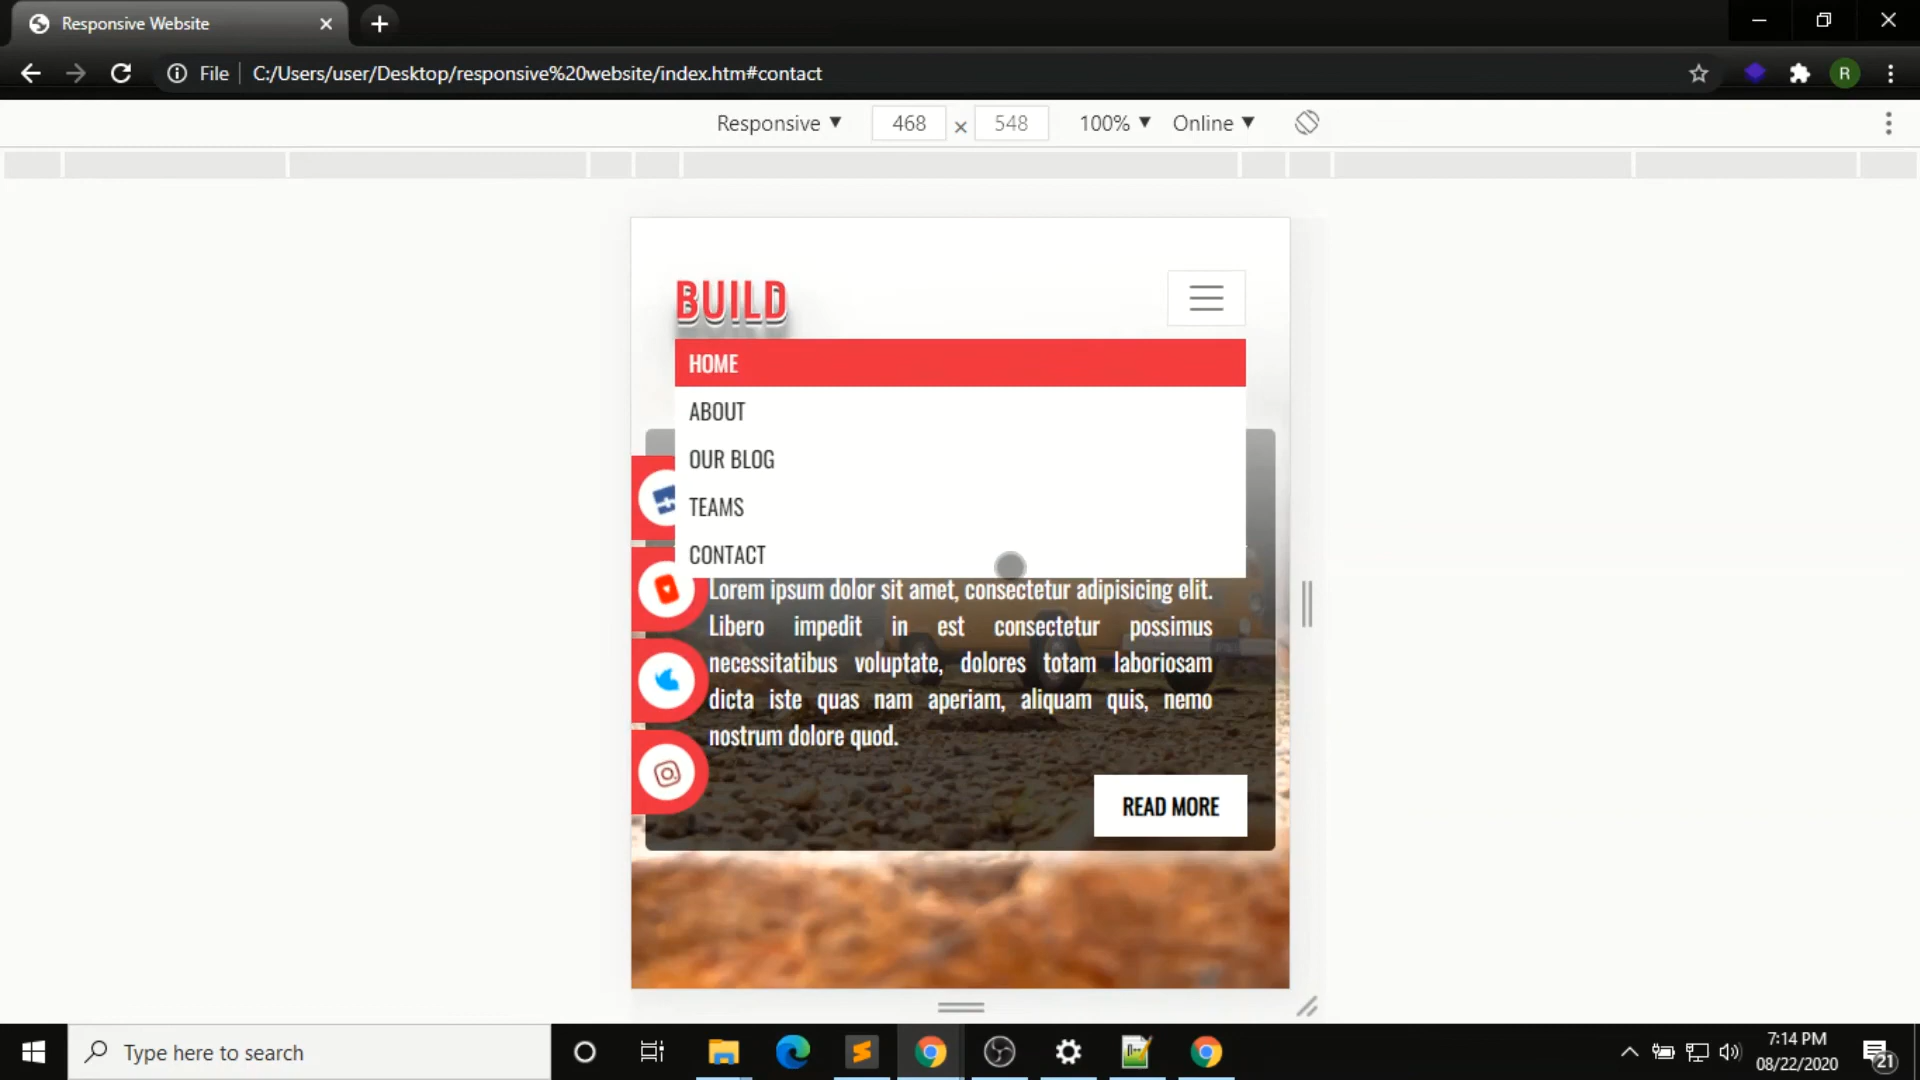 Responsive Website
File C:/Users/user/Desktop/responsive%20website/index.htm#contact
R
Responsive ▼ 468 × 548 100% ▼ Online ▼
BUILD
HOME
ABOUT
OUR BLOG
TEAMS
CONTACT
Lorem ipsum dolor sit amet, consectetur adipisicing elit.
Libero impedit in est consectetur possimus
necessitatibus voluptate, dolores totam laboriosam
dicta iste quas nam aperiam, aliquam quis, nemo
nostrum dolore quod.
READ MORE
Type here to search
7:14 PM
08/22/2020
21